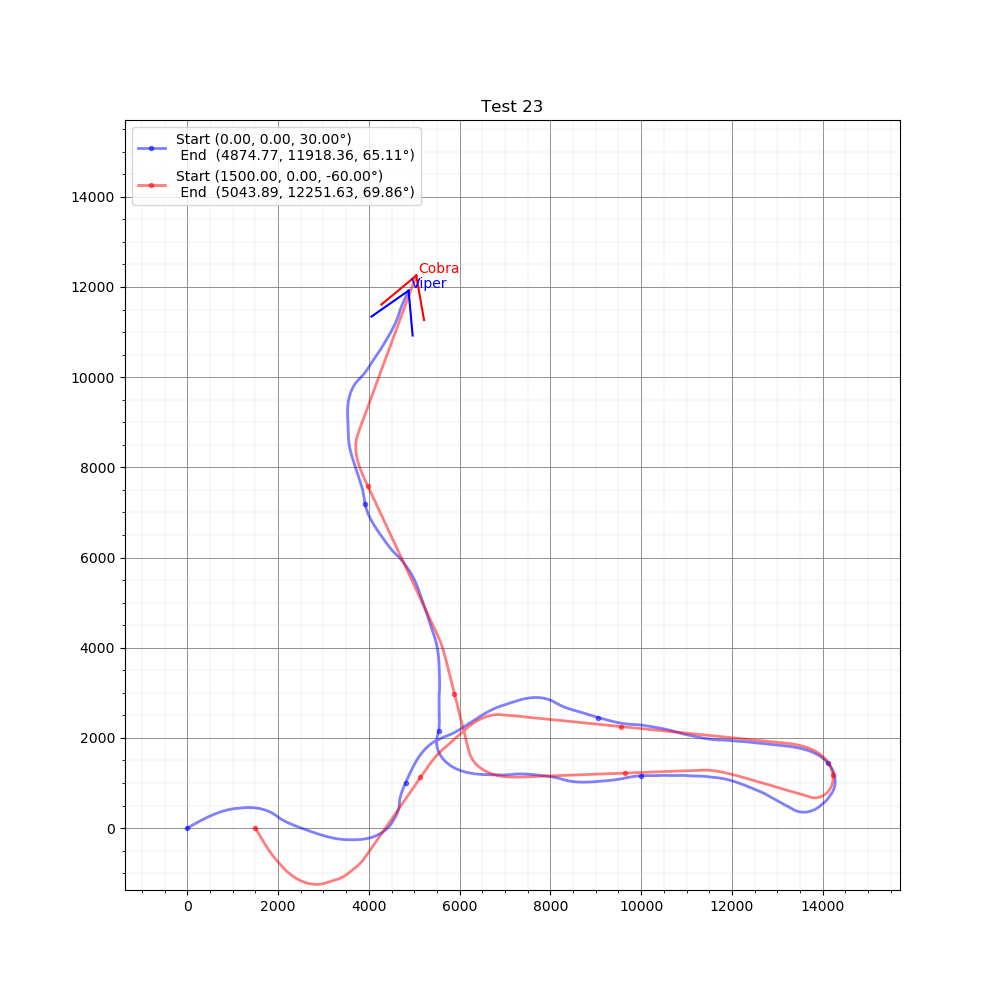 Test 23
Start (0.00, 0.00, 30.00°)
End (4874.77, 11918.36, 65.11°)
Start (1500.00, 0.00, -60.00°)
End (5043.89, 12251.63, 69.86°)
14000
12000
10000
8000
6000
4000
2000
0
Cobra
Viper
0 2000 4000 6000 8000 10000 12000 14000